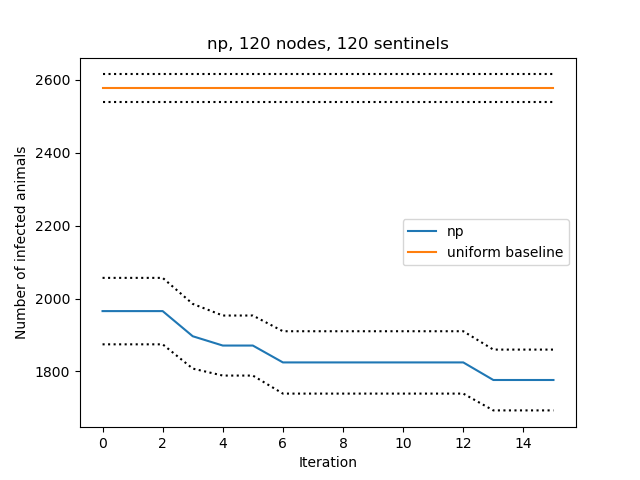 np, 120 nodes, 120 sentinels
2600
2400
2200
2000
1800
Number of infected animals
np
uniform baseline
0 2 4 6 8 10 12 14
Iteration